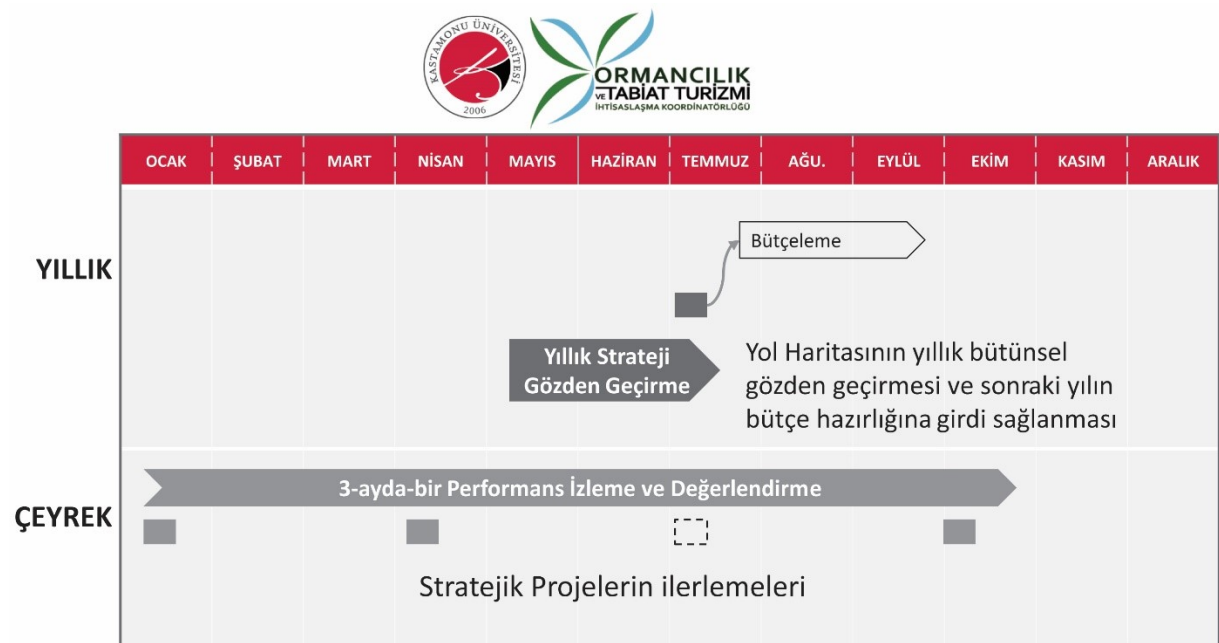 KASTAMONU ÜNİVERSİTESİ
2006
ORMANCILIK
VE TABİAT TURİZMİ
İHTİSASLAŞMA KOORDİNATÖRLÜĞÜ
OCAK ŞUBAT MART NİSAN MAYIS HAZİRAN TEMMUZ AĞU. EYLÜL EKİM KASIM ARALIK
YILLIK
Bütçeleme
Yıllık Strateji
Gözden Geçirme
Yol Haritasının yıllık bütünsel
gözden geçirmesi ve sonraki yılın
bütçe hazırlığına girdi sağlanması
ÇEYREK
3-ayda-bir Performans İzleme ve Değerlendirme
Stratejik Projelerin ilerlemeleri